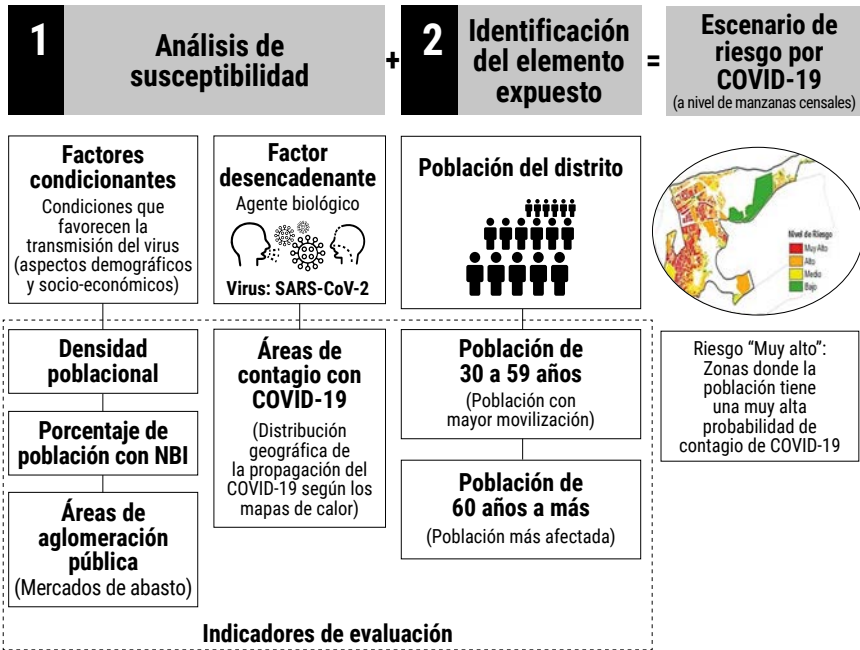 1
Análisis de
susceptibilidad
+
2
Identificación
del elemento
expuesto
=
Escenario de
riesgo por
COVID-19
(a nivel de manzanas censales)
Factores
condicionantes
Condiciones que
favorecen la
transmisión del virus
(aspectos demográficos
y socio-económicos)
Factor
desencadenante
Agente biológico
Virus: SARS-CoV-2
Población del distrito
Nivel de Riesgo
Muy Alto
Alto
Medio
Bajo
Densidad
poblacional
Porcentaje de
población con NBI
Áreas de
aglomeración
pública
(Mercados de abasto)
Áreas de
contagio con
COVID-19
(Distribución
geográfica de
la propagación del
COVID-19 según los
mapas de calor)
Población de
30 a 59 años
(Población con
mayor movilización)
Población de
60 años a más
(Población más afectada)
Riesgo “Muy alto”:
Zonas donde la
población tiene
una muy alta
probabilidad de
contagio de COVID-19
Indicadores de evaluación